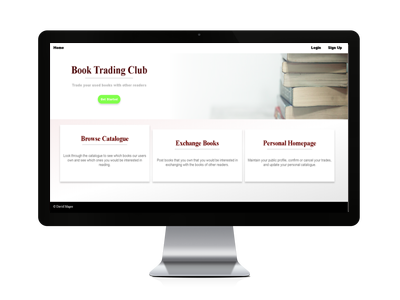 Home
Login Sign Up
Book Trading Club
Trade your used books with other readers
Browse Catalogue
Look through the catalogue to see which books our users
own and see which ones you would be interested in
reading.
Exchange Books
Post books that you own that you would be interested in
exchanging with the books of other readers.
Personal Homepage
Maintain your public profile, confirm or cancel your trades,
and update your personal catalogue.